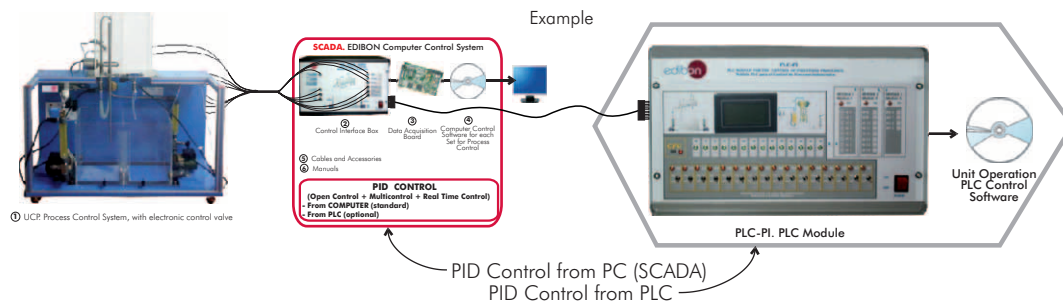 Example
SCADA. EDIBON Computer Control System
② Control Interface Box
③ Data Acquisition
Board
④ Computer Control
Software for each
Set for Process
Control
⑤ Cables and Accessories
⑥ Manuals
PID CONTROL
(Open Control + Multicontrol + Real Time Control)
- From COMPUTER (standard)
- From PLC (optional)
① UCP. Process Control System, with electronic control valve
edibon
PLC-PI
Unit Operation
PLC Control
Software
PLC-PI. PLC Module
PID Control from PC (SCADA)
PID Control from PLC